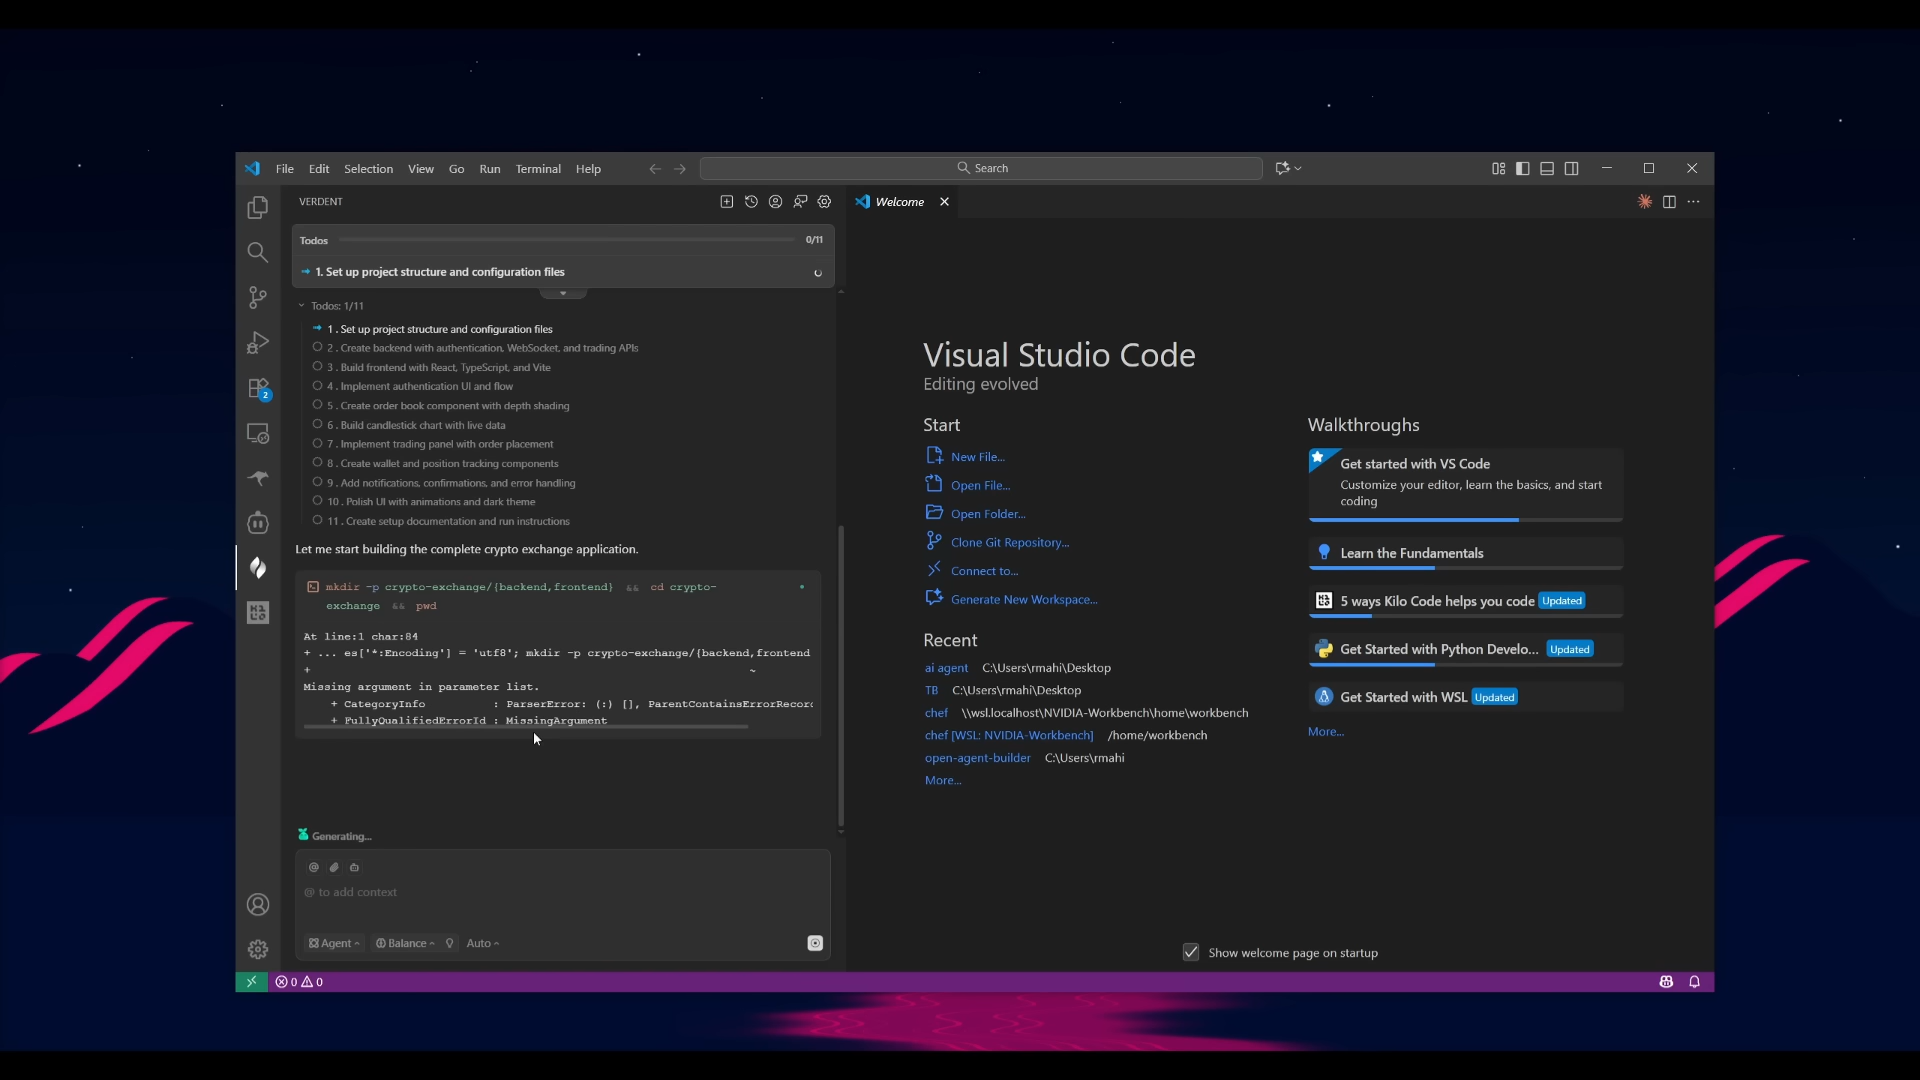 File Edit Selection View Go Run Terminal Help
Search
VERDENT
Welcome
Todos 0/11
1. Set up project structure and configuration files
Todos: 1/11
1 . Set up project structure and configuration files
2 . Create backend with authentication, WebSocket, and trading APIs
3 . Build frontend with React, TypeScript, and Vite
4 . Implement authentication UI and flow
5 . Create order book component with depth shading
6 . Build candlestick chart with live data
7 . Implement trading panel with order placement
8 . Create wallet and position tracking components
9 . Add notifications, confirmations, and error handling
10 . Polish UI with animations and dark theme
11 . Create setup documentation and run instructions
Let me start building the complete crypto exchange application.
mkdir -p crypto-exchange/{backend,frontend} && cd crypto-
exchange && pwd
At line:1 char:84
+ ... es['*:Encoding'] = 'utf8'; mkdir -p crypto-exchange/{backend,frontend
+ ~
Missing argument in parameter list.
+ CategoryInfo : ParserError: (:) [], ParentContainsErrorRecor
+ FullyQualifiedErrorId : MissingArgument
Generating...
@ to add context
Agent
Balance
Auto
2
Visual Studio Code
Editing evolved
Start
New File...
Open File...
Open Folder...
Clone Git Repository...
Connect to...
Generate New Workspace...
Recent
ai agent C:\Users\rmahi\Desktop
TB C:\Users\rmahi\Desktop
chef \\wsl.localhost\NVIDIA-Workbench\home\workbench
chef [WSL: NVIDIA-Workbench] /home/workbench
open-agent-builder C:\Users\rmahi
More...
Walkthroughs
Get started with VS Code
Customize your editor, learn the basics, and start
coding
Learn the Fundamentals
5 ways Kilo Code helps you code Updated
Get Started with Python Develo... Updated
Get Started with WSL Updated
More...
Show welcome page on startup
0 0